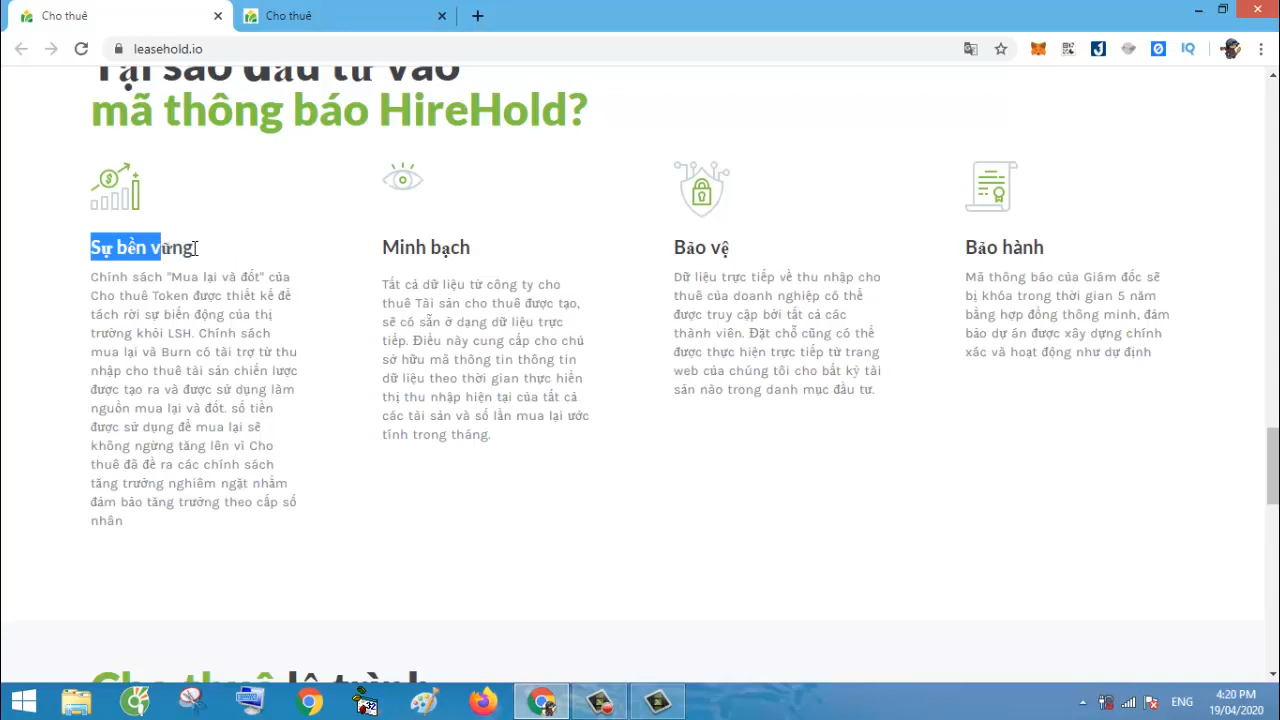 Cho thuê
Cho thuê
leasehold.io
Tại sao đầu tư vào
mã thông báo HireHold?
Sự bền vững
Chính sách "Mua lại và đốt" của
Cho thuê Token được thiết kế để
tách rời sự biến động của thị
trường khỏi LSH. Chính sách
mua lại và Burn có tài trợ từ thu
nhập cho thuê tài sản chiến lược
được tạo ra và được sử dụng làm
nguồn mua lại và đốt. số tiền
được sử dụng để mua lại sẽ
không ngừng tăng lên vì Cho
thuê đã đề ra các chính sách
tăng trưởng nghiêm ngặt nhằm
đảm bảo tăng trưởng theo cấp số
nhân
Minh bạch
Tất cả dữ liệu từ công ty cho
thuê Tài sản cho thuê được tạo,
sẽ có sẵn ở dạng dữ liệu trực
tiếp. Điều này cung cấp cho chủ
sở hữu mã thông tin thông tin
dữ liệu theo thời gian thực hiển
thị thu nhập hiện tại của tất cả
các tài sản và số lần mua lại ước
tính trong tháng.
Bảo vệ
Dữ liệu trực tiếp về thu nhập cho
thuê của doanh nghiệp có thể
được truy cập bởi tất cả các
thành viên. Đặt chỗ cũng có thể
được thực hiện trực tiếp từ trang
web của chúng tôi cho bất kỳ tài
sản nào trong danh mục đầu tư.
Bảo hành
Mã thông báo của Giám đốc sẽ
bị khóa trong thời gian 5 năm
bằng hợp đồng thông minh, đảm
bảo dự án được xây dựng chính
xác và hoạt động như dự định
Cho thuê lộ trình
ENG
4:20 PM
19/04/2020